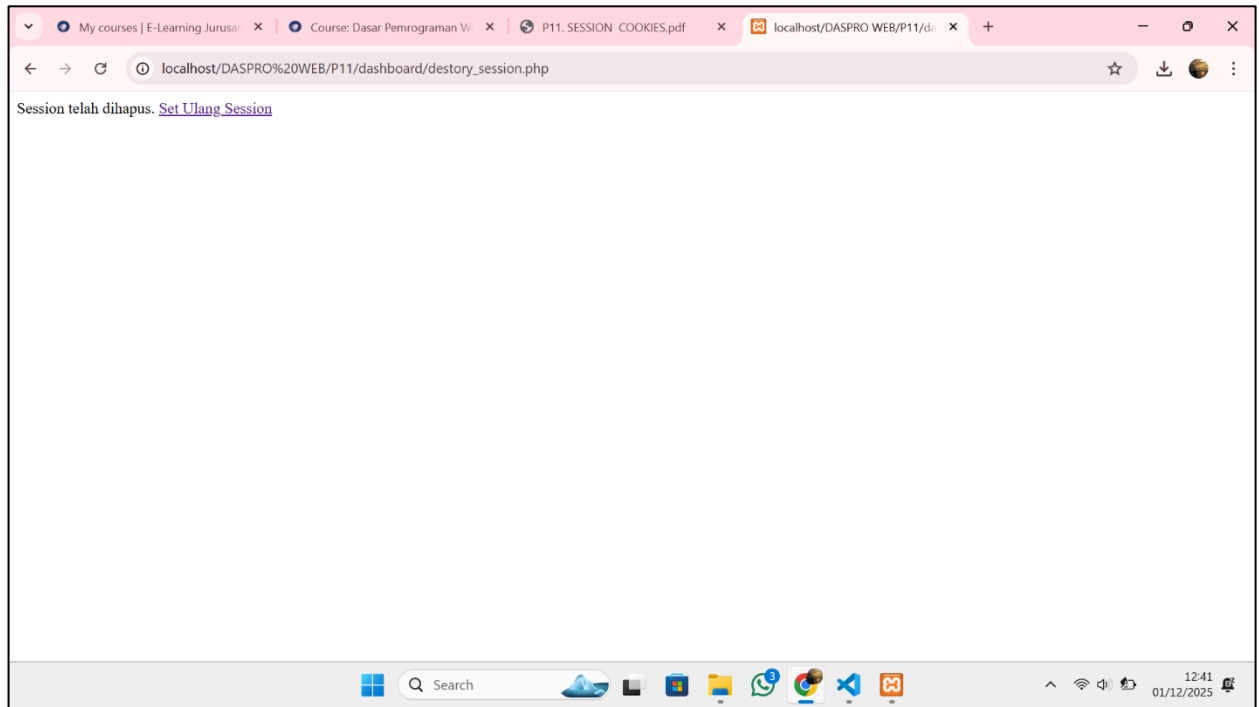 My courses | E-Learning Jurusan
Course: Dasar Pemrograman W
P11. SESSION COOKIES.pdf
localhost/DASPRO WEB/P11/da
localhost/DASPRO%20WEB/P11/dashboard/destory_session.php
Session telah dihapus. Set Ulang Session
Search
3
12:41
01/12/2025